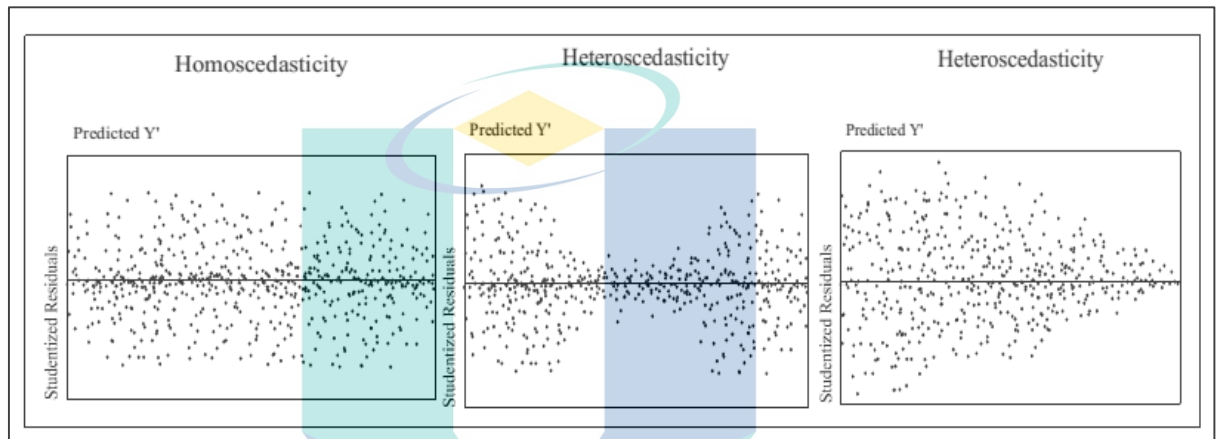 Homoscedasticity
Predicted Y'
Studentized Residuals
Heteroscedasticity
Predicted Y'
Studentized Residuals
Heteroscedasticity
Predicted Y'
Studentized Residuals